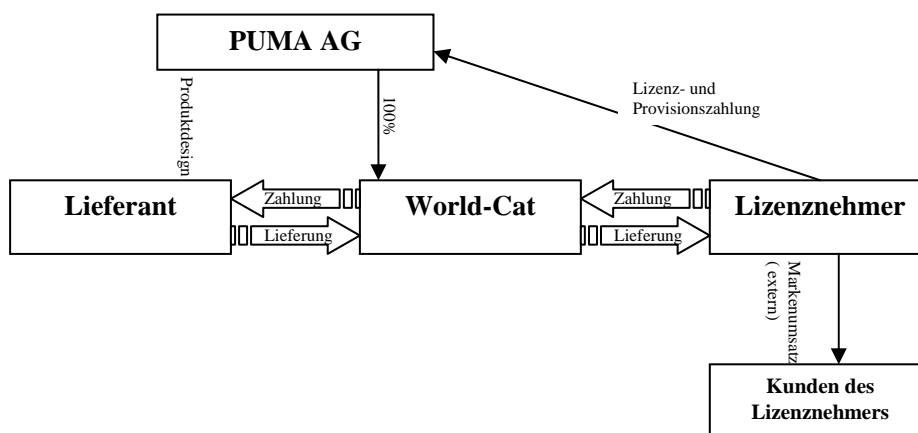 PUMA AG
Produktdesign
100%
Lizenz- und
Provisionszahlung
Lieferant
Zahlung
Lieferung
World-Cat
Zahlung
Lieferung
Lizenznehmer
Markenumsatz
( extern)
Kunden des
Lizenznehmers